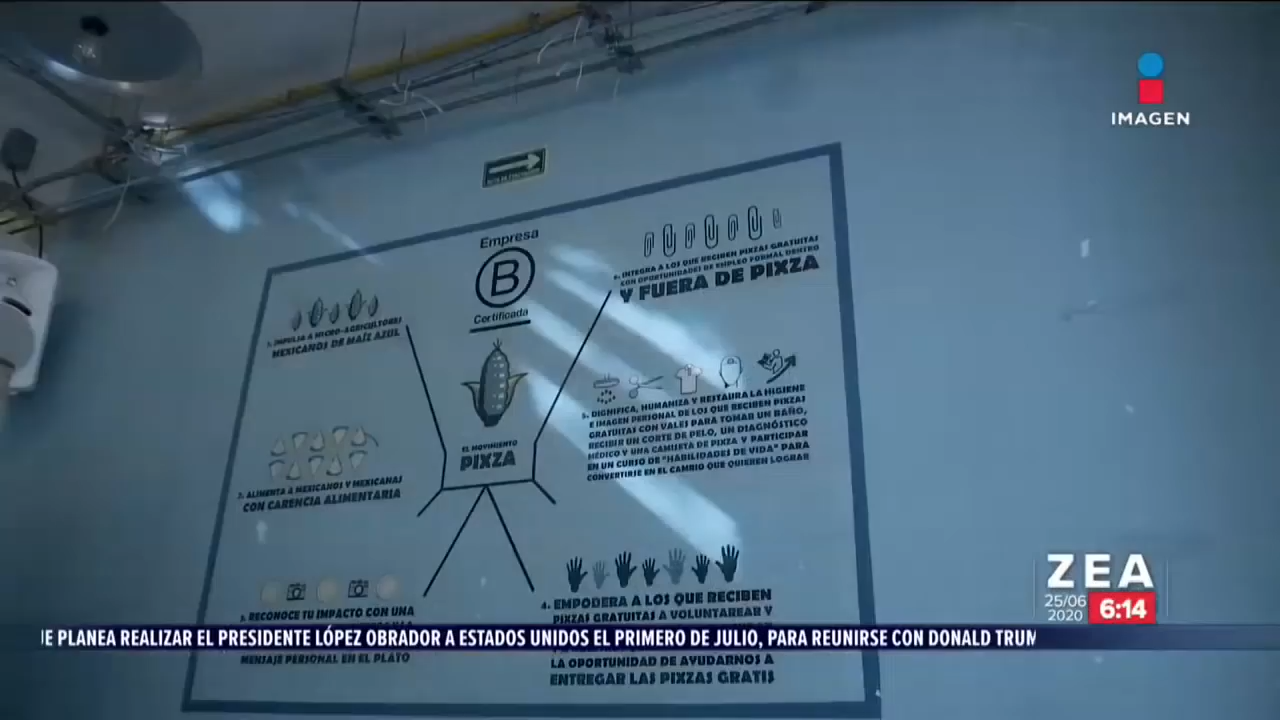 IMAGEN
Empresa
B
Certificada
1. IMPULSA A MICRO-AGRICULTORES
MEXICANOS DE MAÍZ AZUL
EL MOVIMIENTO
PIXZA
2. ALIMENTA A MEXICANOS Y MEXICANAS
CON CARENCIA ALIMENTARIA
3. RECONOCE TU IMPACTO CON UNA
MENSAJE PERSONAL EN EL PLATO
6. INTEGRA A LOS QUE RECIBEN PIXZAS GRATUITAS
CON OPORTUNIDADES DE EMPLEO FORMAL DENTRO
Y FUERA DE PIXZA
5. DIGNIFICA, HUMANIZA Y RESTAURA LA HIGIENE
E IMAGEN PERSONAL DE LOS QUE RECIBEN PIXZAS
GRATUITAS CON VALES PARA TOMAR UN BAÑO,
RECIBIR UN CORTE DE PELO, UN DIAGNÓSTICO
MÉDICO Y UNA CAMISETA DE PIXZA Y PARTICIPAR
EN UN CURSO DE "HABILIDADES DE VIDA" PARA
CONVERTIRSE EN EL CAMBIO QUE QUIEREN LOGRAR
4. EMPODERA A LOS QUE RECIBEN
PIXZAS GRATUITAS A VOLUNTAREAR Y
LA OPORTUNIDAD DE AYUDARNOS A
ENTREGAR LAS PIXZAS GRATIS
ZEA
25/06
2020
6:14
UE PLANEA REALIZAR EL PRESIDENTE LÓPEZ OBRADOR A ESTADOS UNIDOS EL PRIMERO DE JULIO, PARA REUNIRSE CON DONALD TRUM